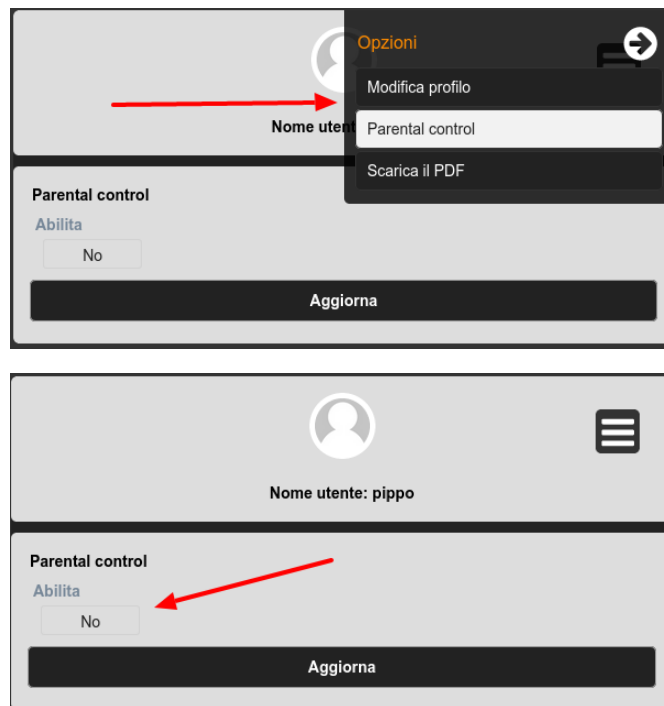 Opzioni
Modifica profilo
Nome utent
Parental control
Scarica il PDF
Parental control
Abilita
No
Aggiorna
Nome utente: pippo
Parental control
Abilita
No
Aggiorna